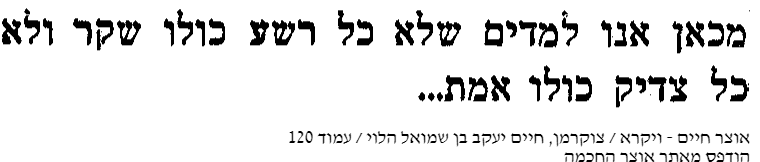 מכאן אנו למדים שלא כל רשע כולו שקר ולא
כל צדיק כולו אמת...
אוצר חיים - ויקרא / צוקרמן, חיים יעקב בן שמואל הלוי / עמוד 120
הודפס מאתר אוצר החכמה